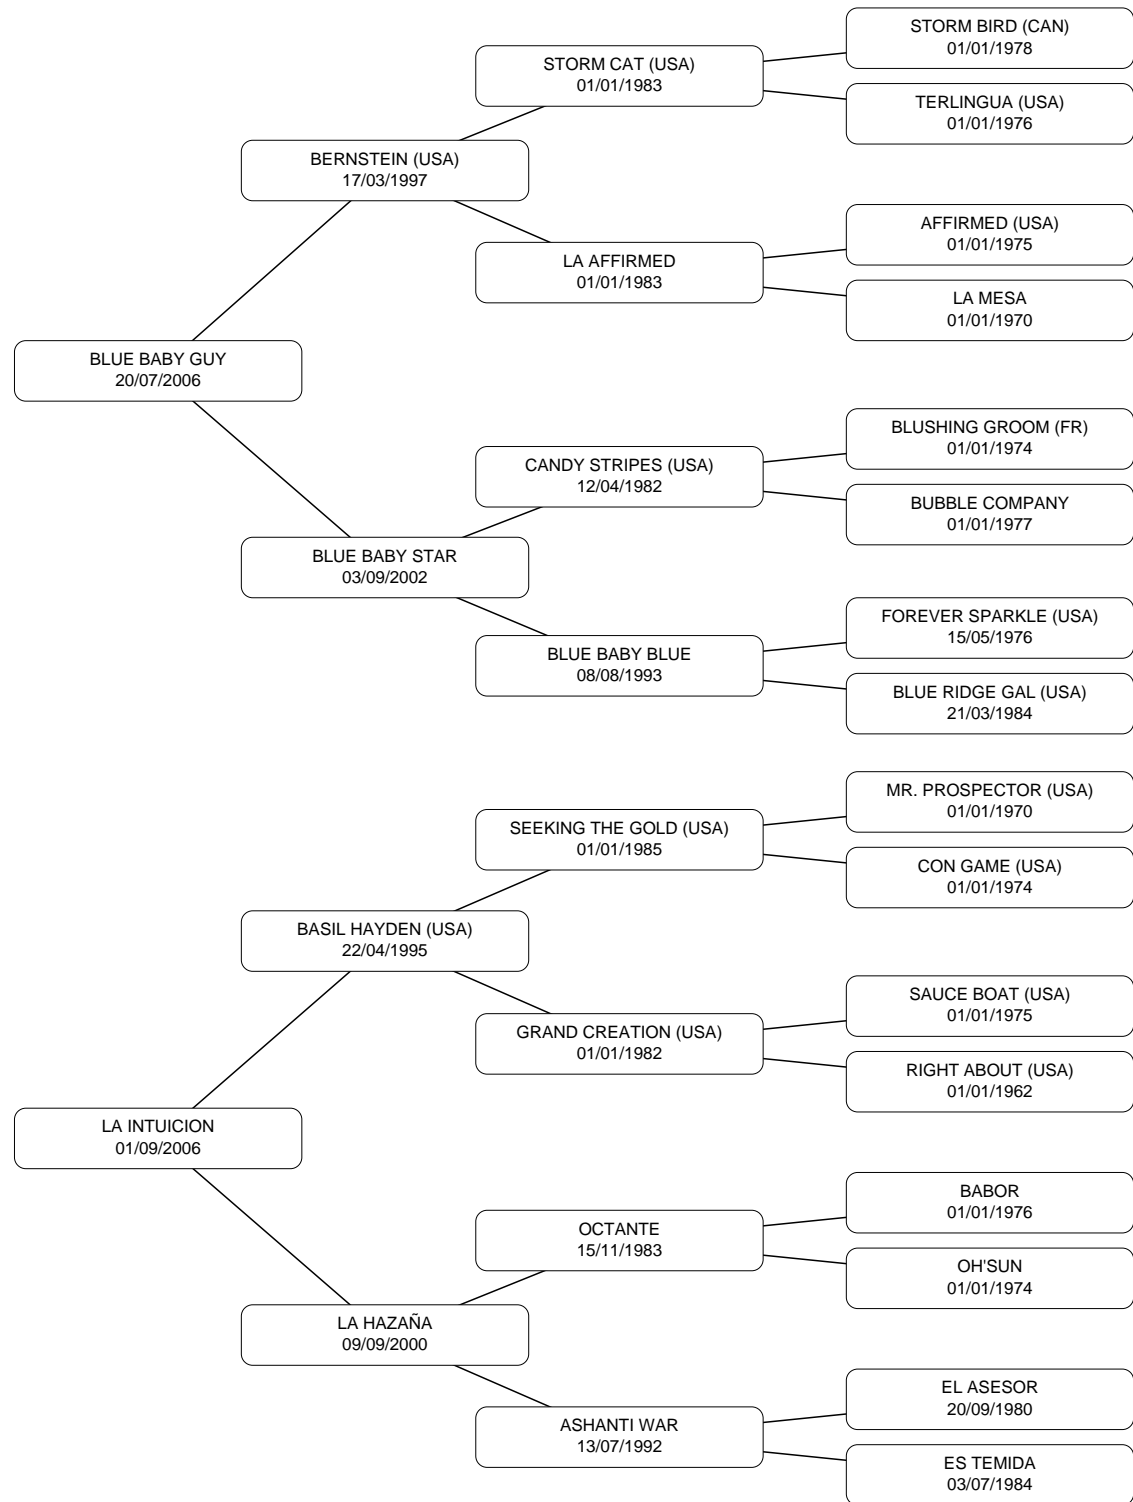 STORM BIRD (CAN)
01/01/1978
STORM CAT (USA)
01/01/1983
TERLINGUA (USA)
01/01/1976
BERNSTEIN (USA)
17/03/1997
AFFIRMED (USA)
01/01/1975
LA AFFIRMED
01/01/1983
LA MESA
01/01/1970
BLUE BABY GUY
20/07/2006
BLUSHING GROOM (FR)
01/01/1974
CANDY STRIPES (USA)
12/04/1982
BUBBLE COMPANY
01/01/1977
BLUE BABY STAR
03/09/2002
FOREVER SPARKLE (USA)
15/05/1976
BLUE BABY BLUE
08/08/1993
BLUE RIDGE GAL (USA)
21/03/1984
MR. PROSPECTOR (USA)
01/01/1970
SEEKING THE GOLD (USA)
01/01/1985
CON GAME (USA)
01/01/1974
BASIL HAYDEN (USA)
22/04/1995
SAUCE BOAT (USA)
01/01/1975
GRAND CREATION (USA)
01/01/1982
RIGHT ABOUT (USA)
01/01/1962
LA INTUICION
01/09/2006
BABOR
01/01/1976
OCTANTE
15/11/1983
OH'SUN
01/01/1974
LA HAZAÑA
09/09/2000
EL ASESOR
20/09/1980
ASHANTI WAR
13/07/1992
ES TEMIDA
03/07/1984